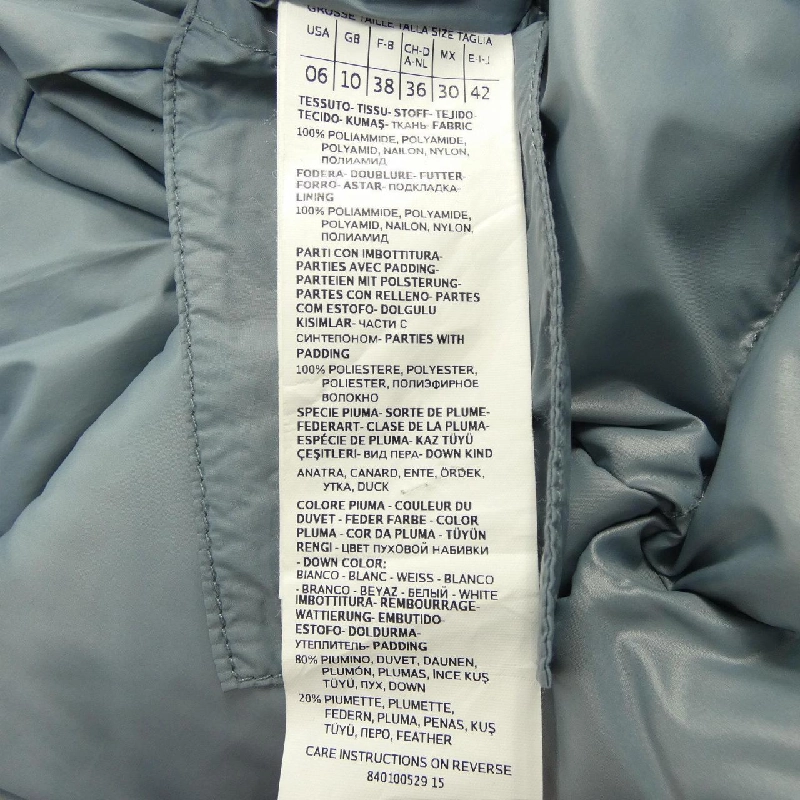 GRÖSSE TAILLE TALLA SIZE TAGLIA
USA GB F-B CH-D A-NL MX E-I-J
06 10 38 36 30 42
TESSUTO- TISSU- STOFF- TEJIDO-
TECIDO- KUMAŞ- ТКАНЬ- FABRIC
100% POLIAMMIDE, POLYAMIDE,
POLYAMID, NAILON, NYLON,
ПОЛИАМИД
FODERA- DOUBLURE- FUTTER-
FORRO- ASTAR- ПОДКЛАДКА-
LINING
100% POLIAMMIDE, POLYAMIDE,
POLYAMID, NAILON, NYLON,
ПОЛИАМИД
PARTI CON IMBOTTITURA-
PARTIES AVEC PADDING-
PARTEIEN MIT POLSTERUNG-
PARTES CON RELLENO- PARTES
COM ESTOFO- DOLGULU
KISIMLAR- ЧАСТИ С
СИНТЕПОНОМ- PARTIES WITH
PADDING
100% POLIESTERE, POLYESTER,
POLIESTER, ПОЛИЭФИРНОЕ
ВОЛОКНО
SPECIE PIUMA- SORTE DE PLUME-
FEDERART- CLASE DE LA PLUMA-
ESPÉCIE DE PLUMA- KAZ TÜYÜ
ÇEŞITLERİ- ВИД ПЕРА- DOWN KIND
ANATRA, CANARD, ENTE, ÖRDEK,
УТКА, DUCK
COLORE PIUMA - COULEUR DU
DUVET - FEDER FARBE - COLOR
PLUMA - COR DA PLUMA - TÜYÜN
RENGI - ЦВЕТ ПУХОВОЙ НАБИВКИ
- DOWN COLOR:
BIANCO - BLANC - WEISS - BLANCO
- BRANCO - BEYAZ - БЕЛЫЙ - WHITE
IMBOTTITURA- REMBOURRAGE-
WATTIERUNG- EMBUTIDO-
ESTOFO- DOLDURMA-
УТЕПЛИТЕЛЬ- PADDING
80% PIUMINO, DUVET, DAUNEN,
PLUMÓN, PLUMAS, İNCE KUŞ
TÜYÜ, ПУХ, DOWN
20% PIUMETTE, PLUMETTE,
FEDERN, PLUMA, PENAS, KUŞ
TÜYÜ, ПЕРО, FEATHER
CARE INSTRUCTIONS ON REVERSE
840100529 15